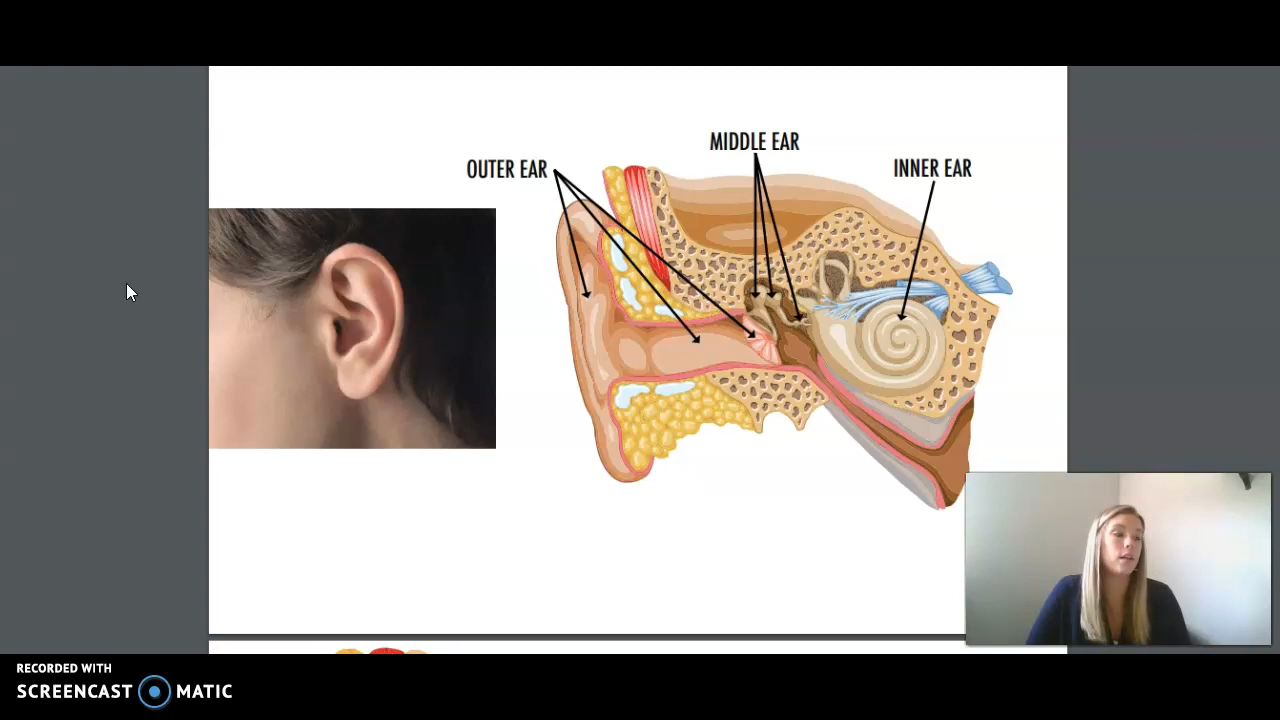 MIDDLE EAR
OUTER EAR
INNER EAR
RECORDED WITH
SCREENCAST MATIC